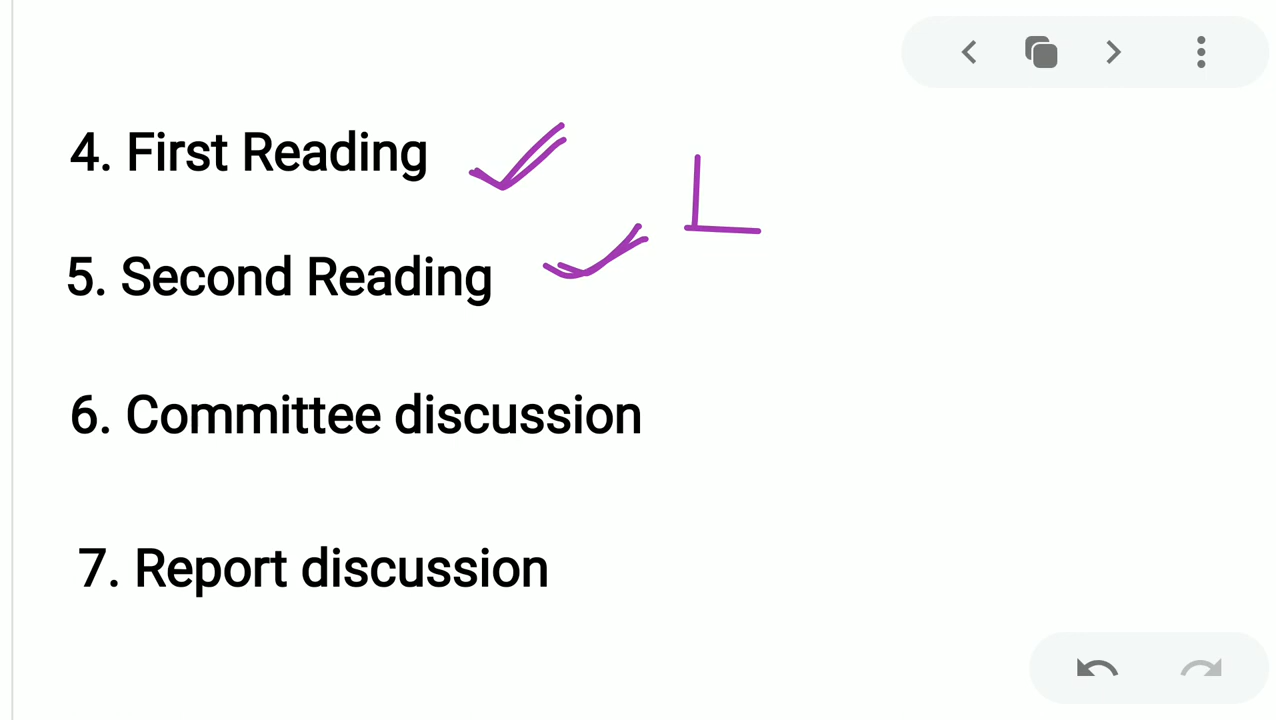 4. First Reading
5. Second Reading
6. Committee discussion
7. Report discussion